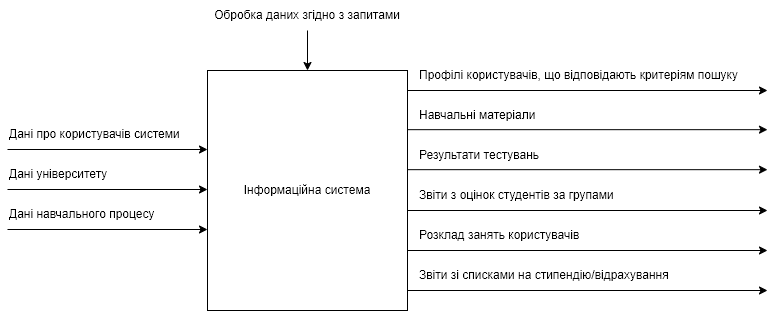 Обробка даних згідно з запитами
Дані про користувачів системи
Дані університету
Дані навчального процесу
Інформаційна система
Профілі користувачів, що відповідають критеріям пошуку
Навчальні матеріали
Результати тестувань
Звіти з оцінок студентів за групами
Розклад занять користувачів
Звіти зі списками на стипендію/відрахування